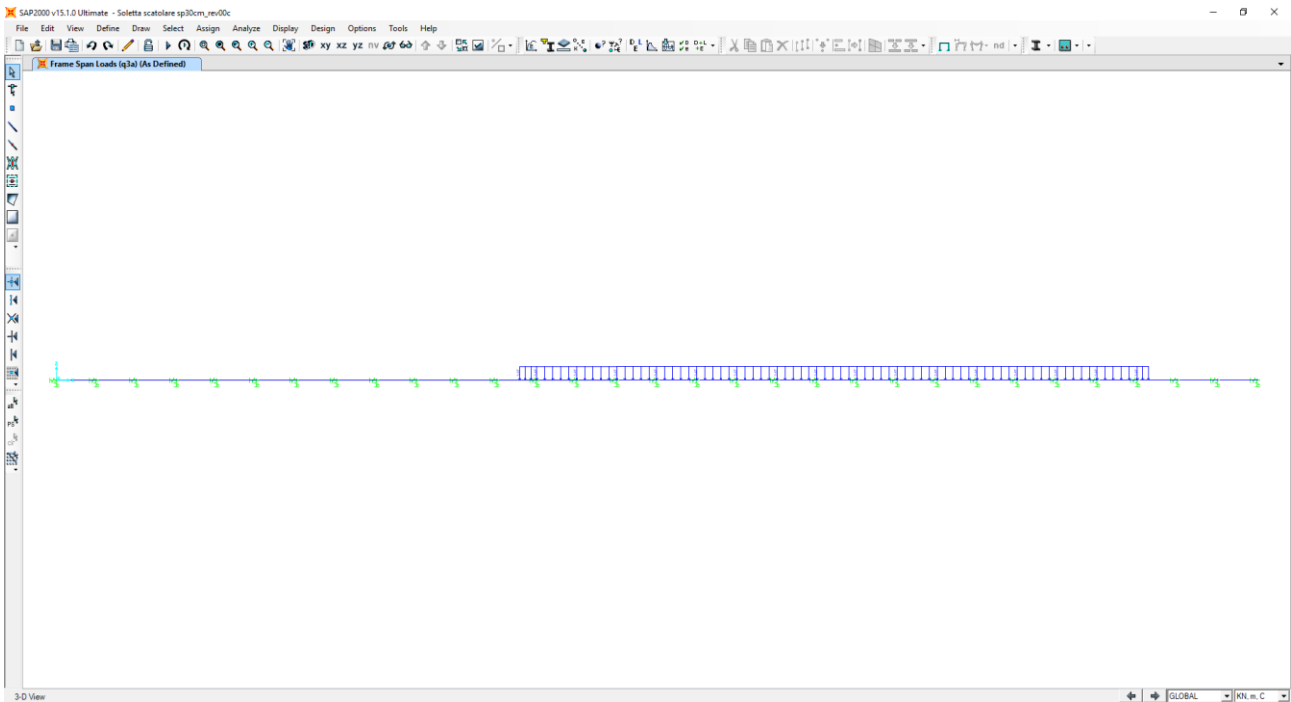 SAP2000 v15.1.0 Ultimate - Soletta scatolare sp30cm_rev00c
File Edit View Define Draw Select Assign Analyze Display Design Options Tools Help
xy xz yz nv nd
Frame Span Loads (q3a) (As Defined)
3-D View
GLOBAL
KN, m, C